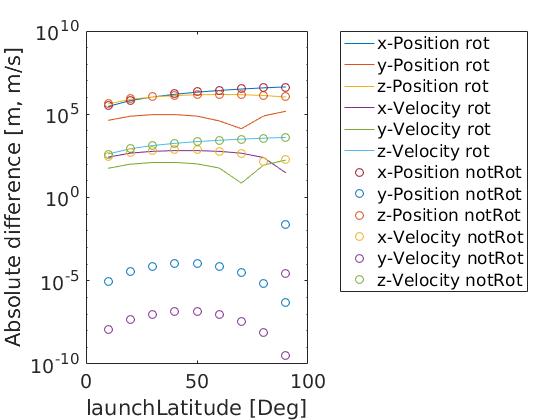 10^10
10^5
10^0
10^-5
10^-10
Absolute difference [m, m/s]
0
50
100
launchLatitude [Deg]
x-Position rot
y-Position rot
z-Position rot
x-Velocity rot
y-Velocity rot
z-Velocity rot
x-Position notRot
y-Position notRot
z-Position notRot
x-Velocity notRot
y-Velocity notRot
z-Velocity notRot